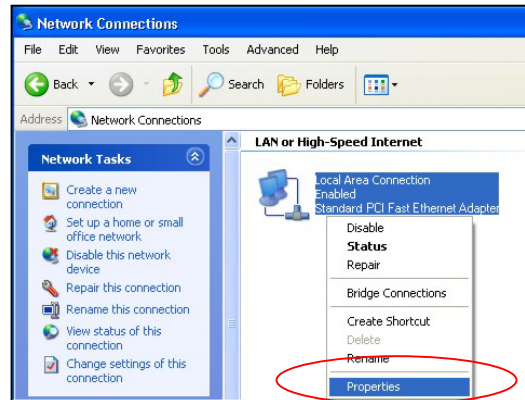 Network Connections
File Edit View Favorites Tools Advanced Help
Back Search Folders
Address Network Connections
Network Tasks
Create a new
connection
Set up a home or small
office network
Disable this network
device
Repair this connection
Rename this connection
View status of this
connection
Change settings of this
connection
LAN or High-Speed Internet
Local Area Connection
Enabled
Standard PCI Fast Ethernet Adapter
Disable
Status
Repair
Bridge Connections
Create Shortcut
Delete
Rename
Properties